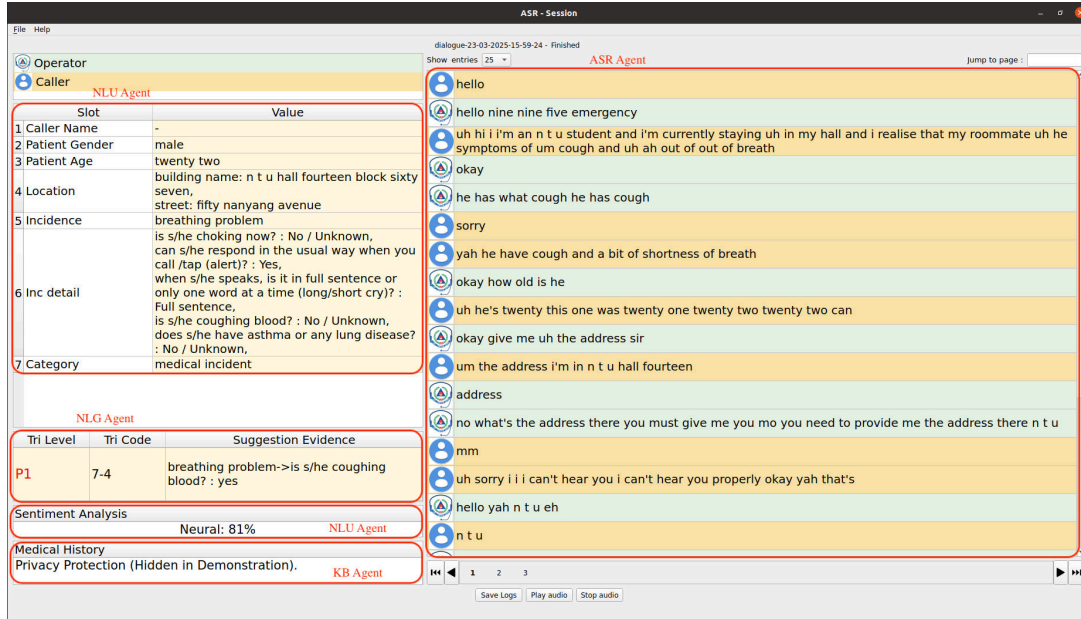 ASR - Session
File Help
dialogue-23-03-2025-15-59-24 - Finished
Operator
Caller
NLU Agent
Slot Value
1 Caller Name -
2 Patient Gender male
3 Patient Age twenty two
4 Location building name: n t u hall fourteen block sixty
seven,
street: fifty nanyang avenue
5 Incidence breathing problem
6 Inc detail is s/he choking now? : No / Unknown,
can s/he respond in the usual way when you
call /tap (alert)? : Yes,
when s/he speaks, is it in full sentence or
only one word at a time (long/short cry)? :
Full sentence,
is s/he coughing blood? : No / Unknown,
does s/he have asthma or any lung disease?
: No / Unknown,
7 Category medical incident
NLG Agent
Tri Level Tri Code Suggestion Evidence
P1 7-4 breathing problem->is s/he coughing
blood? : yes
Sentiment Analysis
Neural: 81% NLU Agent
Medical History
Privacy Protection (Hidden in Demonstration).
KB Agent
Show entries 25 ASR Agent Jump to page :
hello
hello nine nine five emergency
uh hi i i'm an n t u student and i'm currently staying uh in my hall and i realise that my roommate uh he
symptoms of um cough and uh ah out of out of breath
okay
he has what cough he has cough
sorry
yah he have cough and a bit of shortness of breath
okay how old is he
uh he's twenty this one was twenty one twenty two twenty two can
okay give me uh the address sir
um the address i'm in n t u hall fourteen
address
no what's the address there you must give me you mo you need to provide me the address there n t u
mm
uh sorry i i i can't hear you i can't hear you properly okay yah that's
hello yah n t u eh
n t u
1 2 3
Save Logs Play audio Stop audio